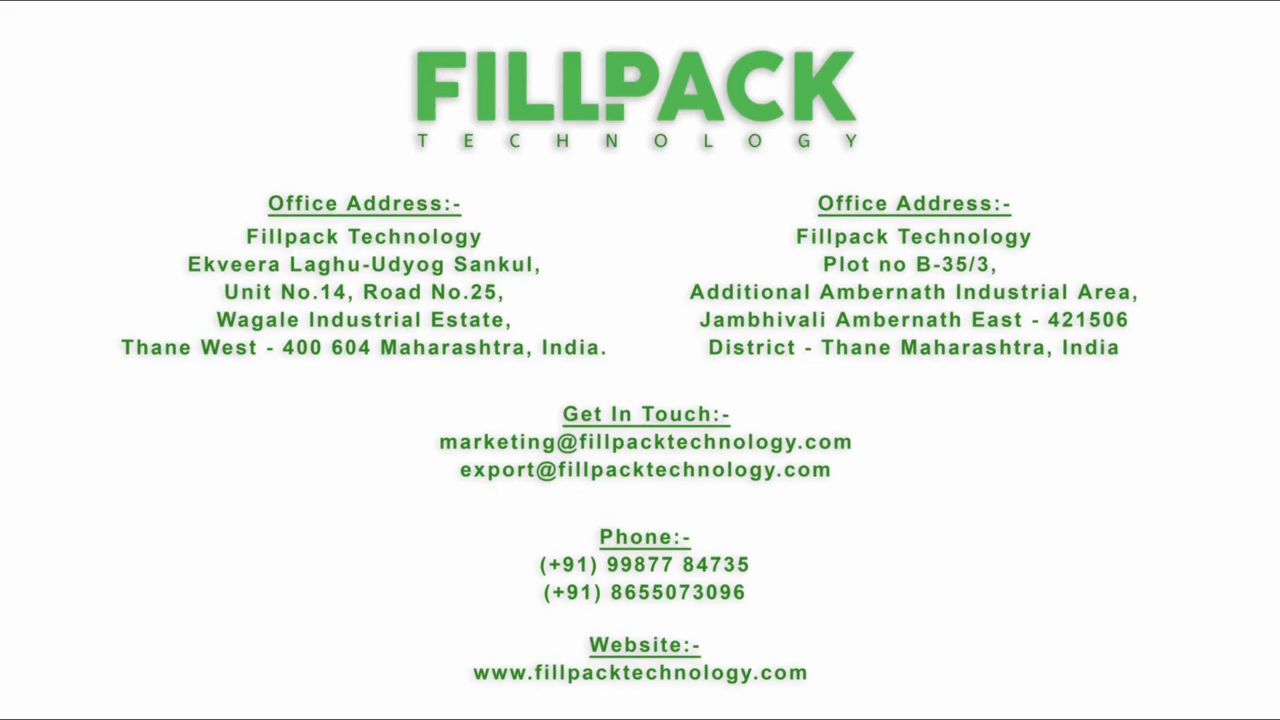 FILLPACK
TECHNOLOGY
Office Address:-
Fillpack Technology
Ekveera Laghu-Udyog Sankul,
Unit No.14, Road No.25,
Wagale Industrial Estate,
Thane West - 400 604 Maharashtra, India.
Office Address:-
Fillpack Technology
Plot no B-35/3,
Additional Ambernath Industrial Area,
Jambhivali Ambernath East - 421506
District - Thane Maharashtra, India
Get In Touch:-
marketing@fillpacktechnology.com
export@fillpacktechnology.com
Phone:-
(+91) 99877 84735
(+91) 8655073096
Website:-
www.fillpacktechnology.com